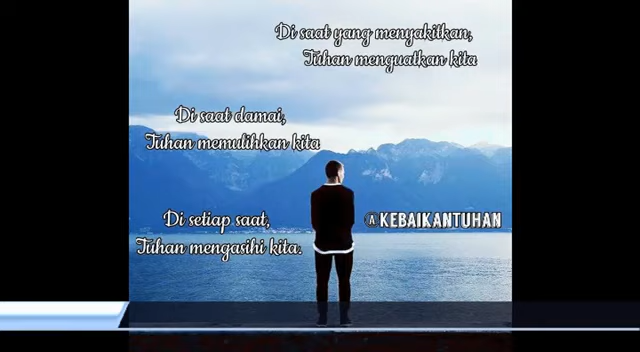 Di saat yang menyakitkan,
Tuhan menguatkan kita
Di saat damai,
Tuhan memulihkan kita
Di setiap saat,
Tuhan mengasihi kita.
@KEBAIKANTUHAN